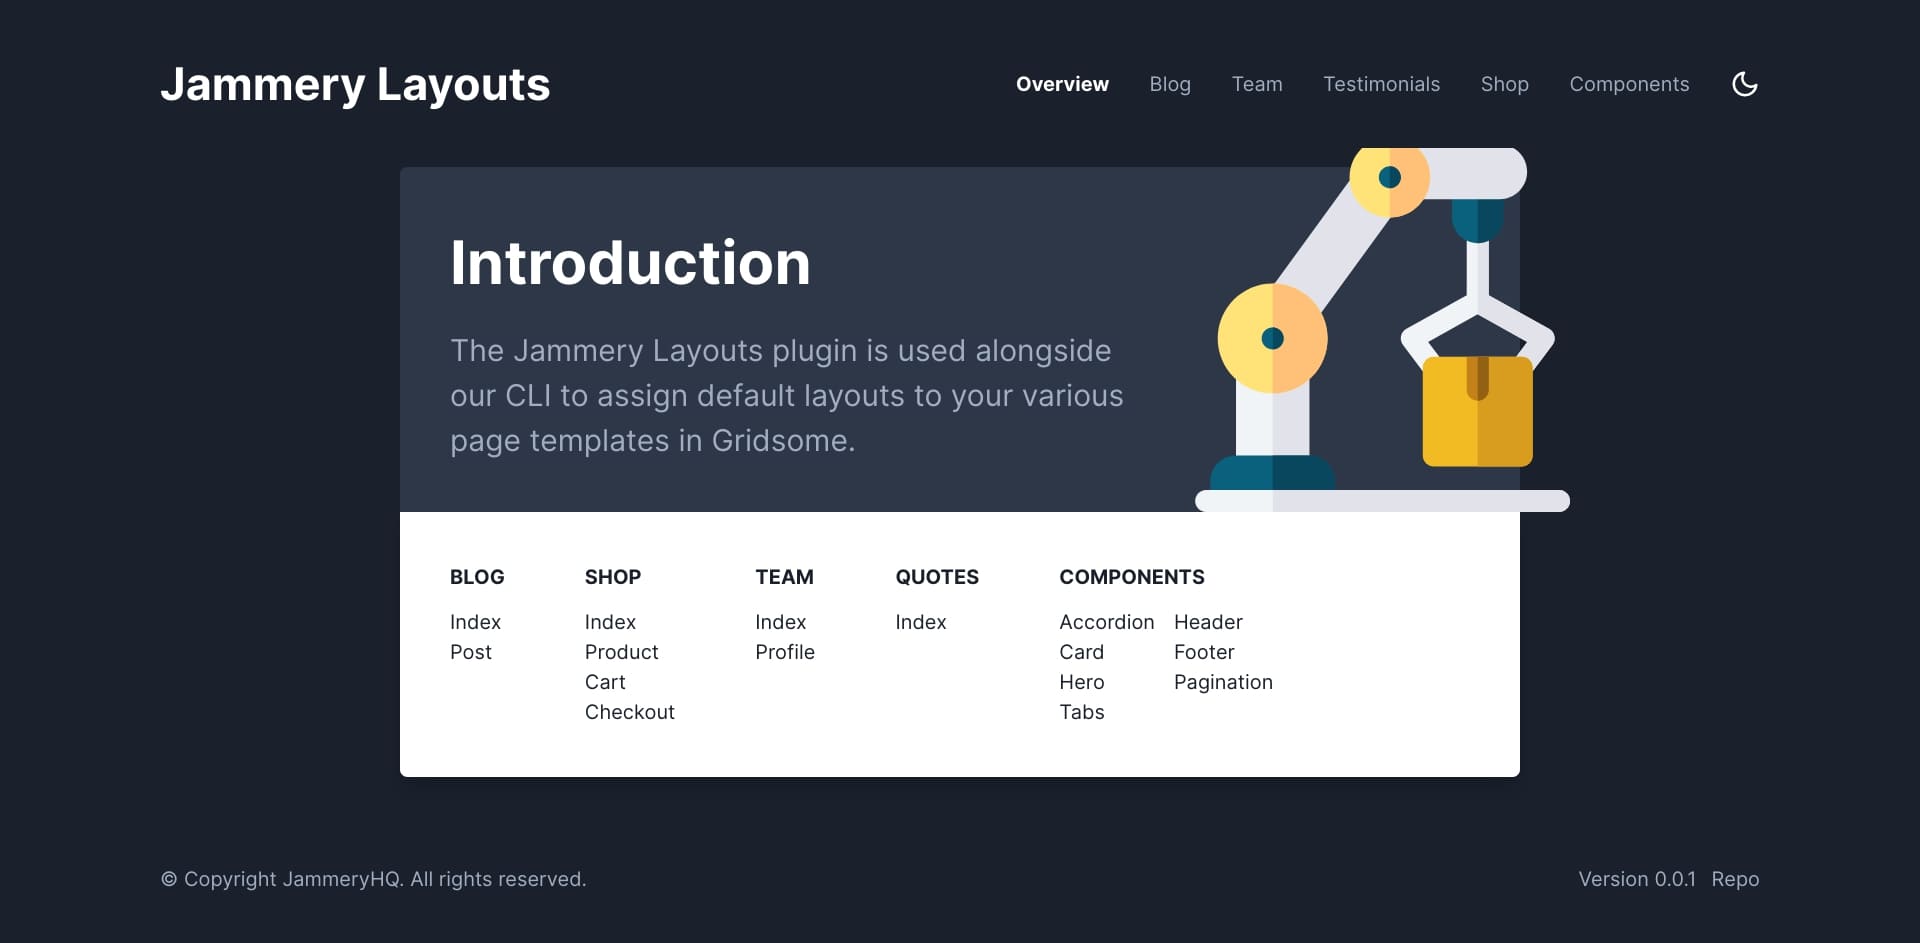 Jammery Layouts
Overview Blog Team Testimonials Shop Components
Introduction
The Jammery Layouts plugin is used alongside
our CLI to assign default layouts to your various
page templates in Gridsome.
BLOG
Index
Post
SHOP
Index
Product
Cart
Checkout
TEAM
Index
Profile
QUOTES
Index
COMPONENTS
Accordion
Card
Hero
Tabs
Header
Footer
Pagination
© Copyright JammeryHQ. All rights reserved.
Version 0.0.1 Repo